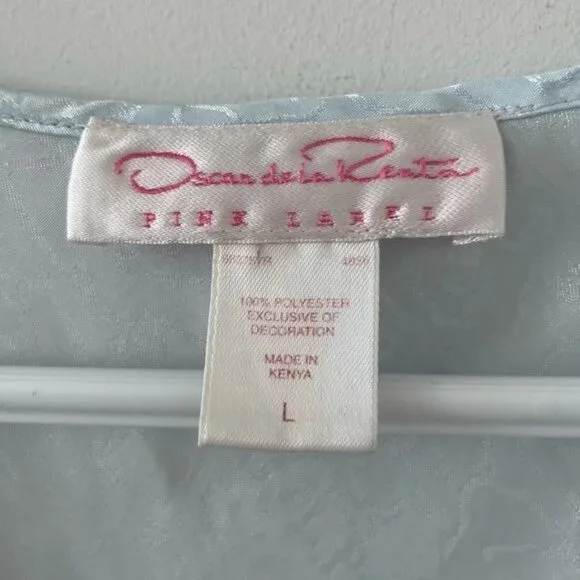 Oscar de la Renta
PINK LABEL
100% POLYESTER
EXCLUSIVE OF
DECORATION
MADE IN
KENYA
L